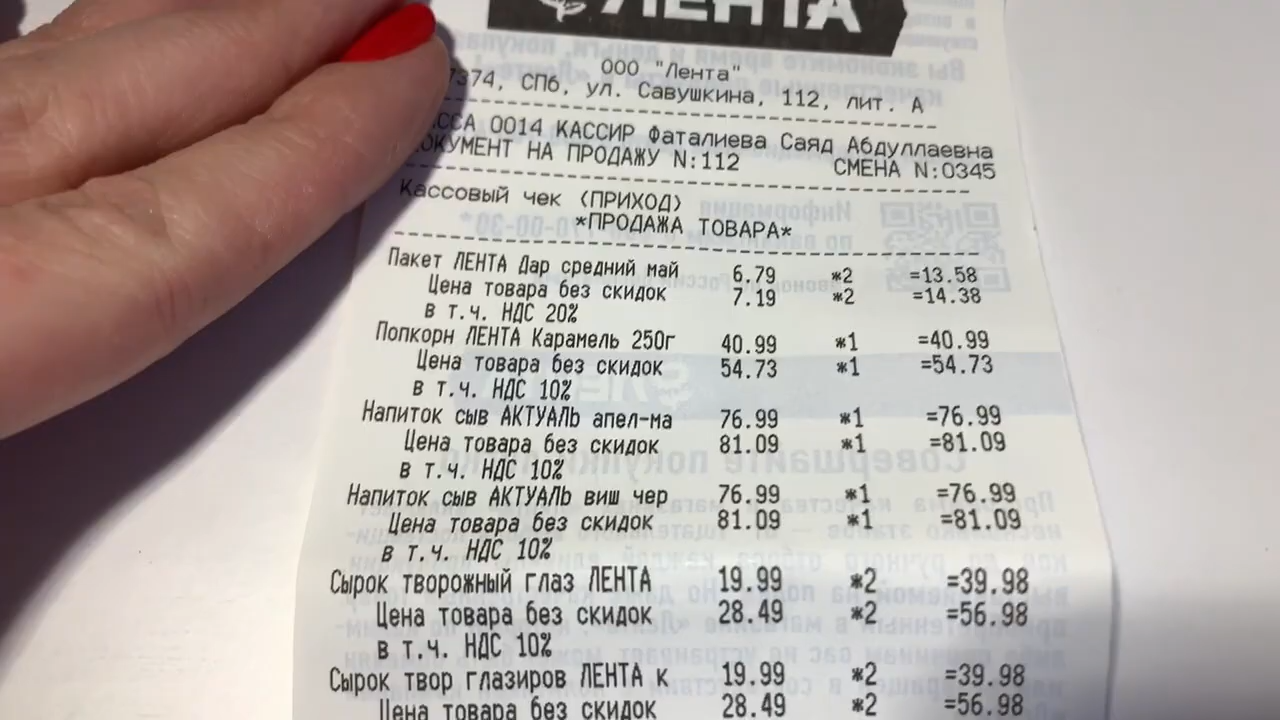 ЛЕНТА
ООО "Лента"
7374, СПб, ул. Савушкина, 112, лит. А
ССА 0014 КАССИР Фаталиева Саяд Абдуллаевна
ОКУМЕНТ НА ПРОДАЖУ N:112 СМЕНА N:0345
Кассовый чек (ПРИХОД)
*ПРОДАЖА ТОВАРА*
Пакет ЛЕНТА Дар средний май 6.79 *2 =13.58
Цена товара без скидок 7.19 *2 =14.38
в т.ч. НДС 20%
Попкорн ЛЕНТА Карамель 250г 40.99 *1 =40.99
Цена товара без скидок 54.73 *1 =54.73
в т.ч. НДС 10%
Напиток сыв АКТУАЛЬ апел-ма 76.99 *1 =76.99
Цена товара без скидок 81.09 *1 =81.09
в т.ч. НДС 10%
Напиток сыв АКТУАЛЬ виш чер 76.99 *1 =76.99
Цена товара без скидок 81.09 *1 =81.09
в т.ч. НДС 10%
Сырок творожный глаз ЛЕНТА 19.99 *2 =39.98
Цена товара без скидок 28.49 *2 =56.98
в т.ч. НДС 10%
Сырок твор глазиров ЛЕНТА к 19.99 *2 =39.98
Цена товара без скидок 28.49 *2 =56.98